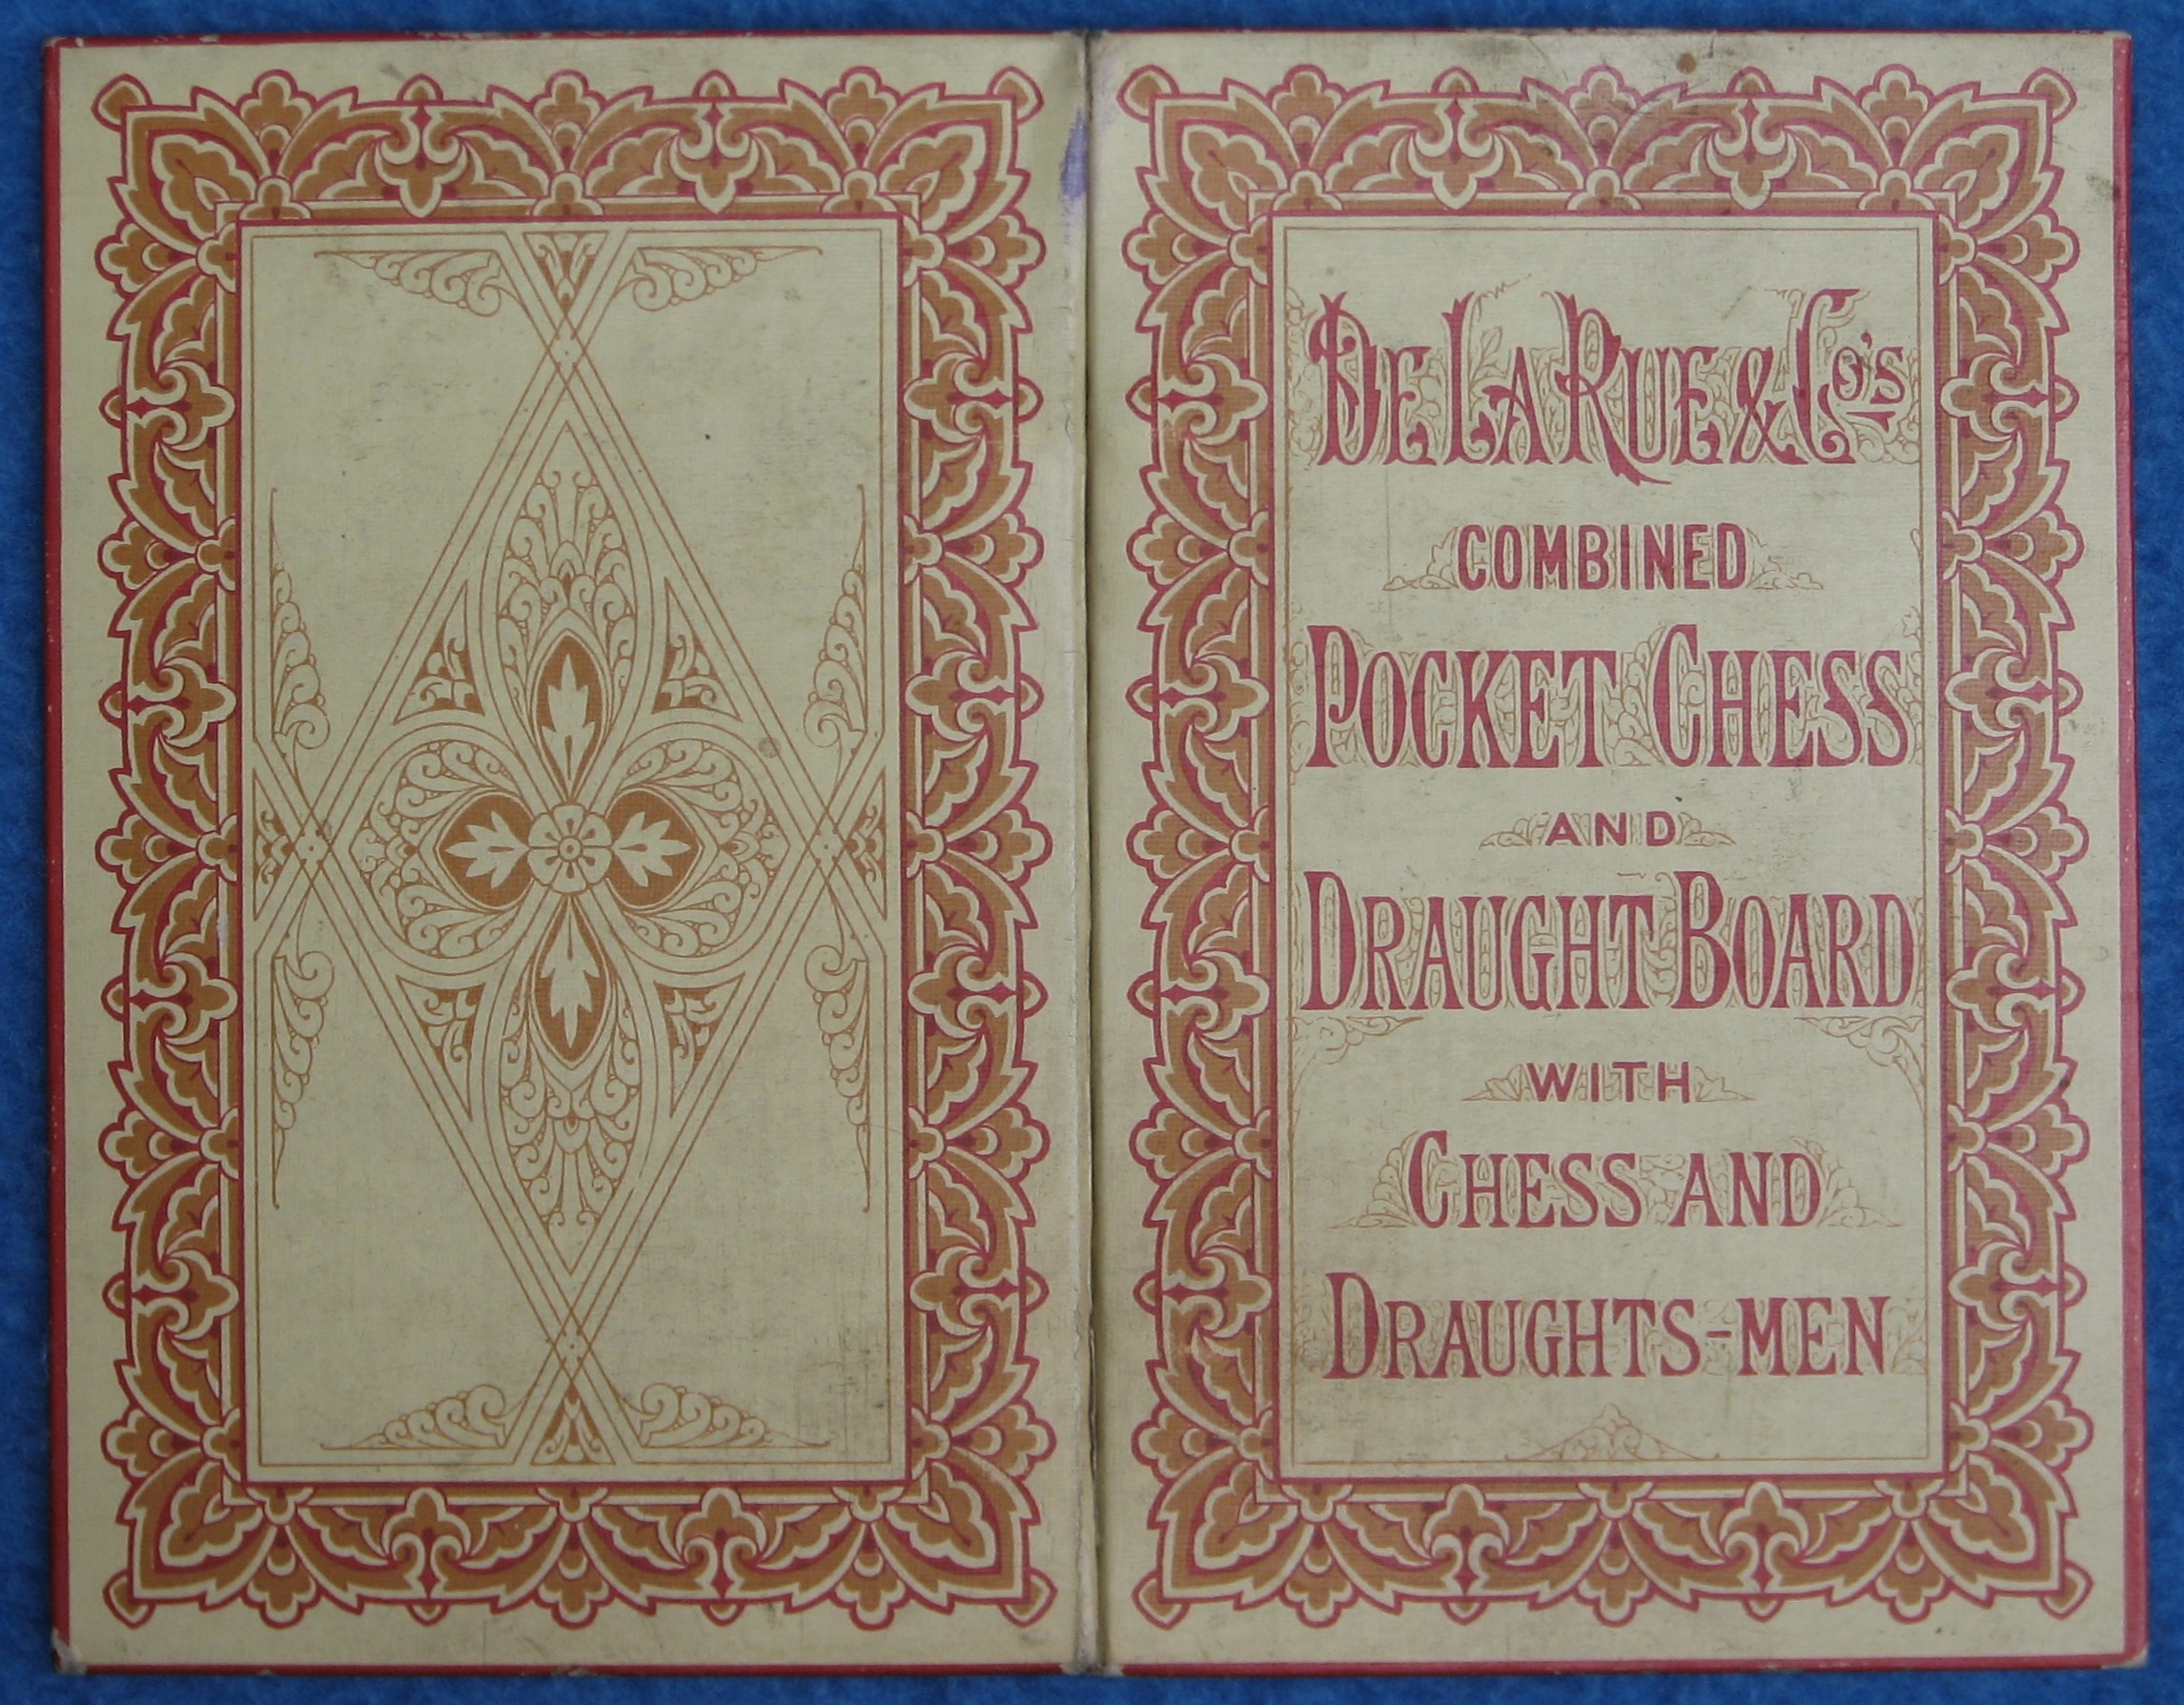 DE LA RUE & Co's
COMBINED
POCKET CHESS
AND
DRAUGHT BOARD
WITH
CHESS AND
DRAUGHTS-MEN